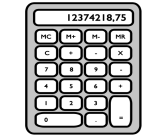 12374218,75
MC M+ M- MR
C ÷ - X
7 8 9 -
4 5 6 +
1 2 3 =
0 .